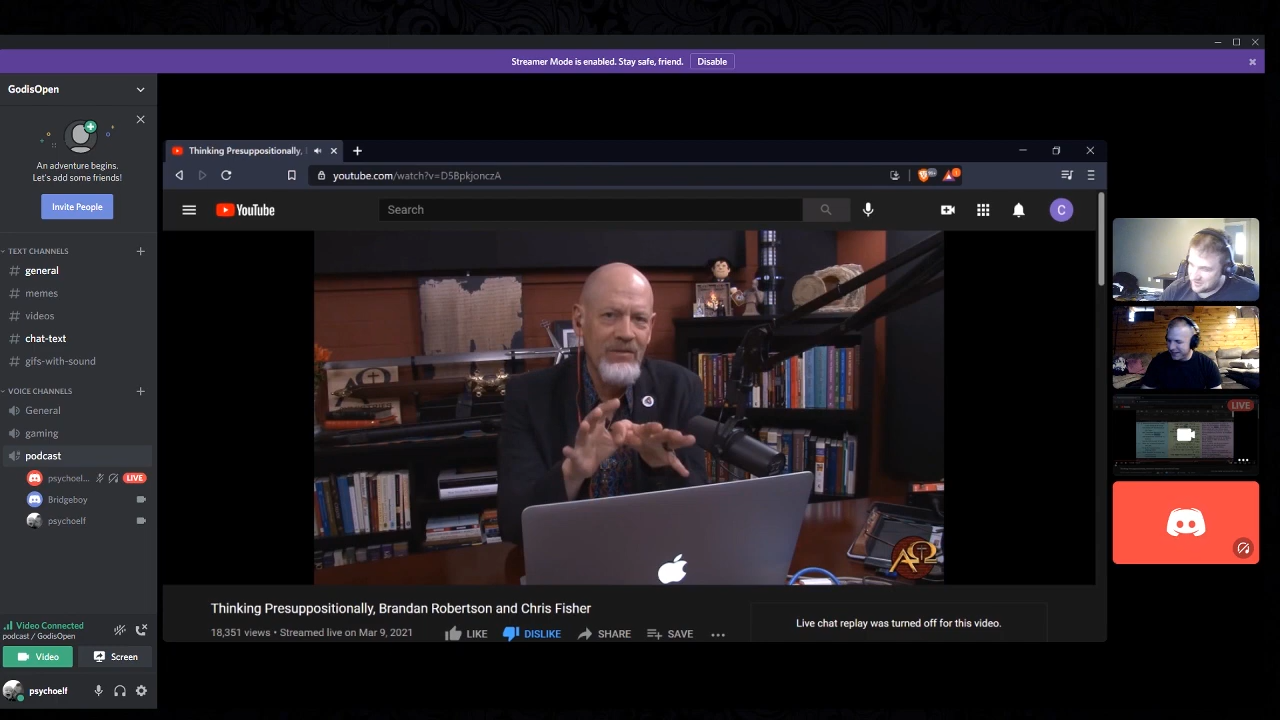 Streamer Mode is enabled. Stay safe, friend.
Disable
GodisOpen
An adventure begins.
Let's add some friends!
Invite People
TEXT CHANNELS
general
memes
videos
chat-text
gifs-with-sound
VOICE CHANNELS
General
gaming
podcast
psychoel... LIVE
Bridgeboy
psychoelf
Video Connected
podcast / GodisOpen
Video
Screen
psychoelf
Thinking Presuppositionally,
youtube.com/watch?v=D5BpkjonczA
YouTube
Search
C
ΑΩ
Thinking Presuppositionally, Brandan Robertson and Chris Fisher
18,351 views • Streamed live on Mar 9, 2021
LIKE
DISLIKE
SHARE
SAVE
Live chat replay was turned off for this video.
LIVE